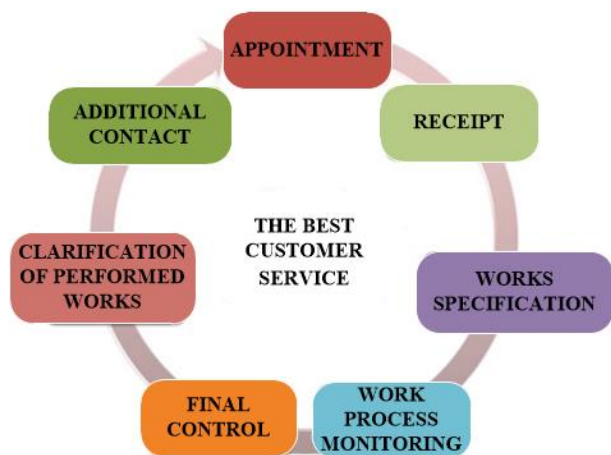 APPOINTMENT
RECEIPT
WORKS
SPECIFICATION
WORK
PROCESS
MONITORING
FINAL
CONTROL
CLARIFICATION
OF PERFORMED
WORKS
ADDITIONAL
CONTACT
THE BEST
CUSTOMER
SERVICE